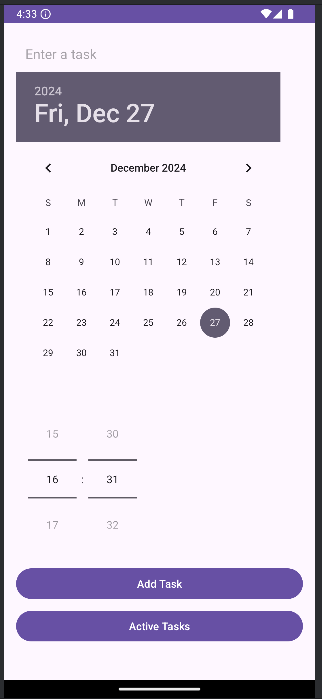 4:33
Enter a task
2024
Fri, Dec 27
December 2024
S M T W T F S
1 2 3 4 5 6 7
8 9 10 11 12 13 14
15 16 17 18 19 20 21
22 23 24 25 26 27 28
29 30 31
15 30
16 : 31
17 32
Add Task
Active Tasks